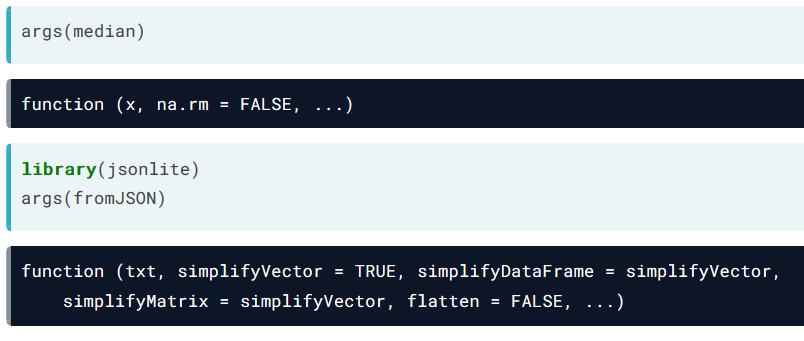 args(median)
function (x, na.rm = FALSE, ...)
library(jsonlite)
args(fromJSON)
function (txt, simplifyVector = TRUE, simplifyDataFrame = simplifyVector,
    simplifyMatrix = simplifyVector, flatten = FALSE, ...)